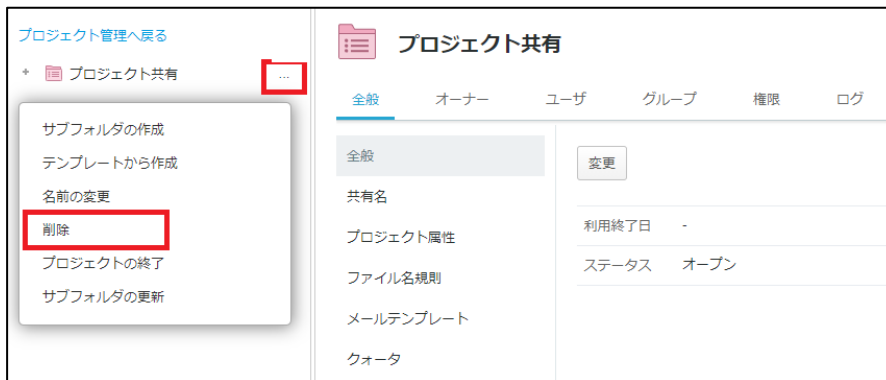 プロジェクト管理へ戻る
+ プロジェクト共有 ...
サブフォルダの作成
テンプレートから作成
名前の変更
削除
プロジェクトの終了
サブフォルダの更新
プロジェクト共有
全般 オーナー ユーザ グループ 権限 ログ
全般
共有名
プロジェクト属性
ファイル名規則
メールテンプレート
クォータ
変更
利用終了日 -
ステータス オープン